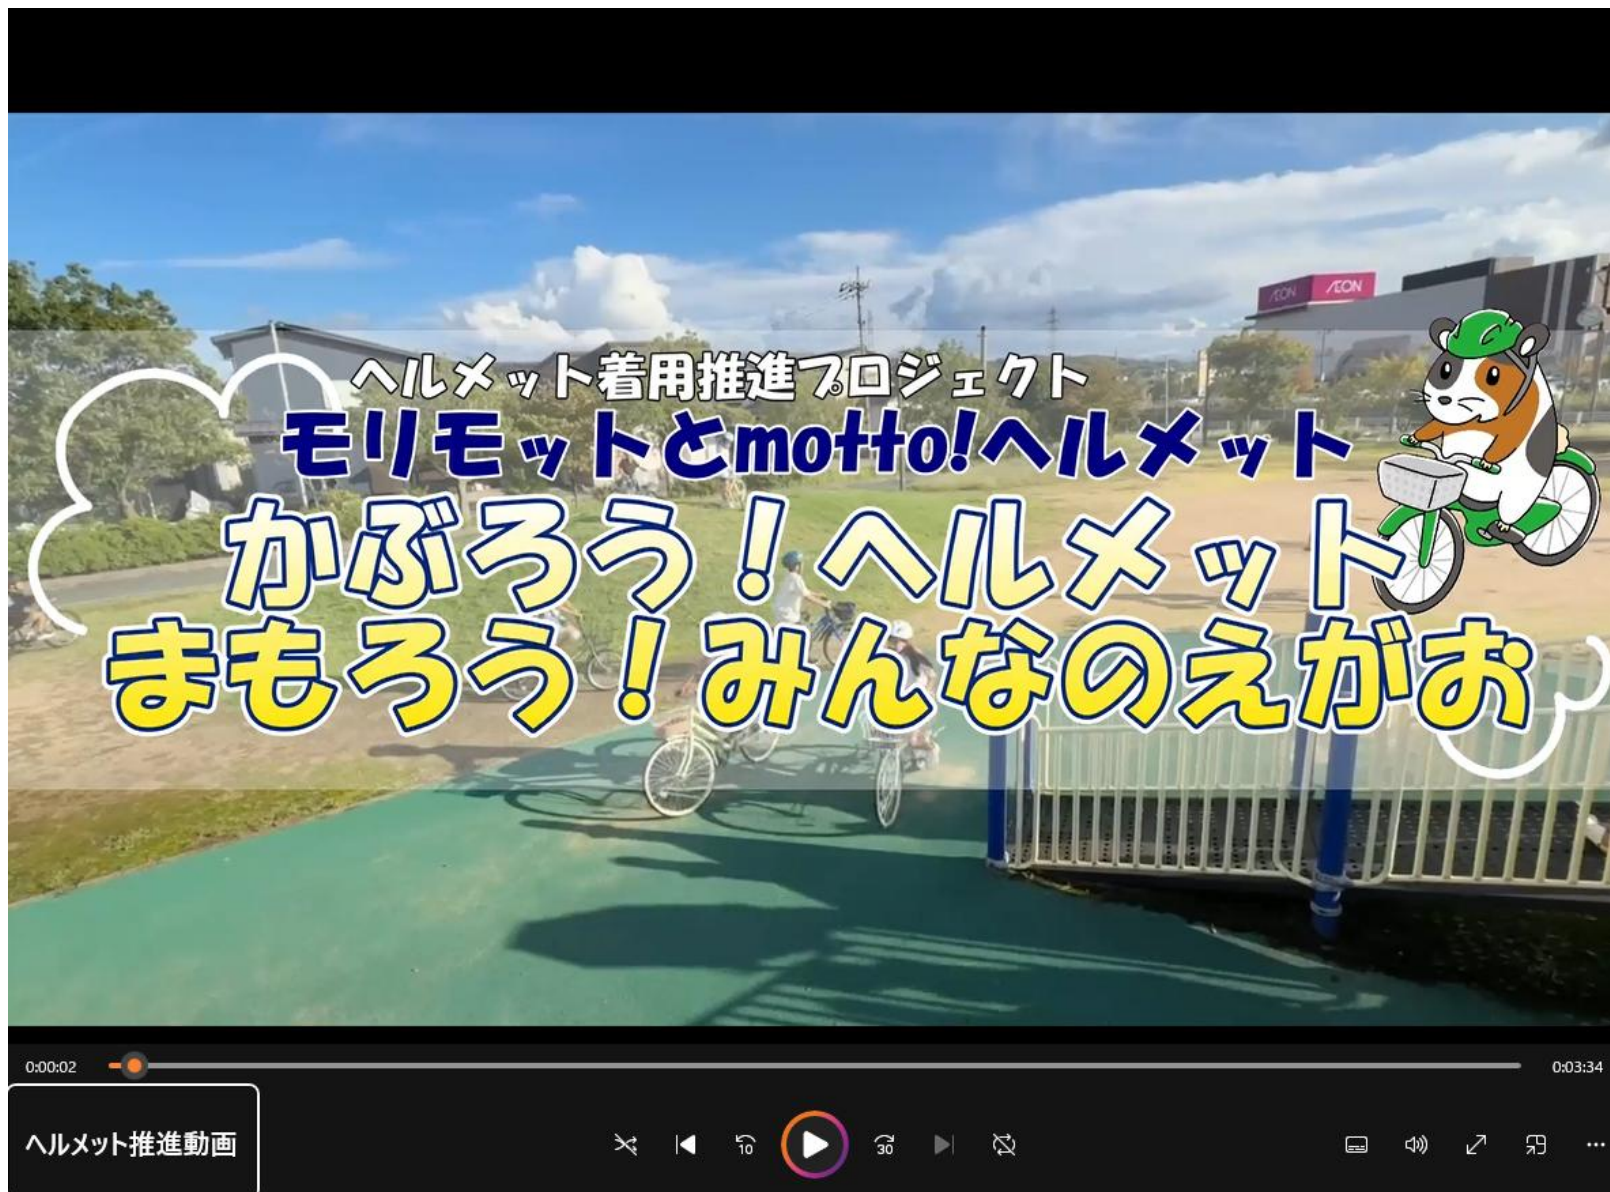 ÆON ÆON
ヘルメット着用推進プロジェクト
モリモットとmotto!ヘルメット
かぶろう！ヘルメット
まもろう！みんなのえがお
0:00:02
0:03:34
ヘルメット推進動画
10
30